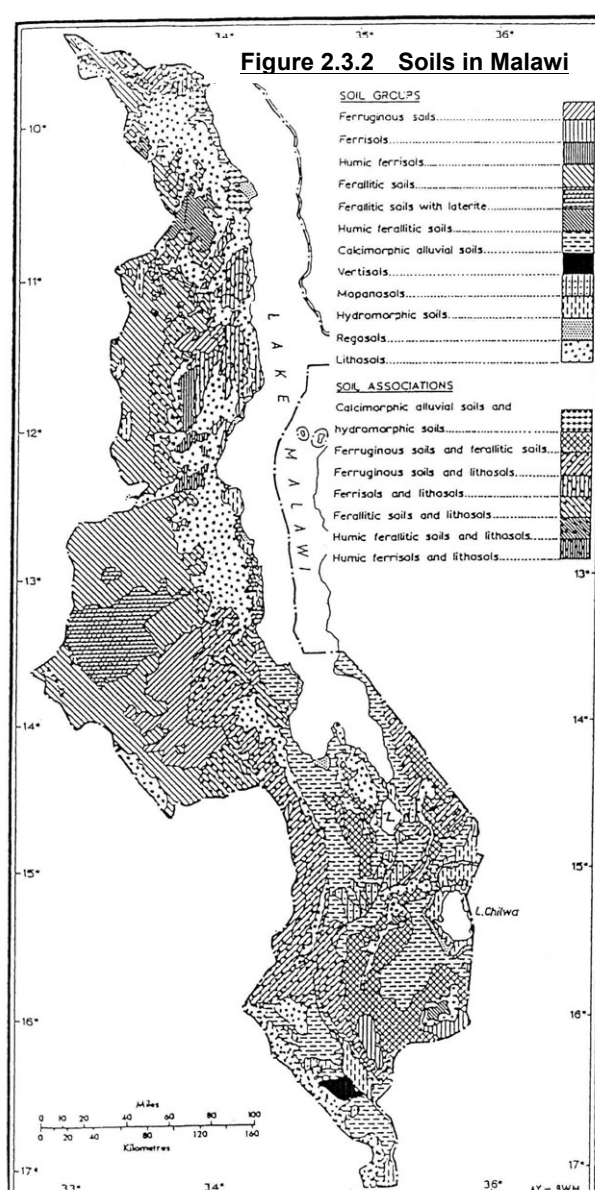 34°
36°
Figure 2.3.2 Soils in Malawi
SOIL GROUPS
Ferruginous soils
Ferrisols
Humic ferrisols
Ferallitic soils
Ferallitic soils with laterite
Humic ferallitic soils
Calcimorphic alluvial soils
Vertisols
Mopanosols
Hydromorphic soils
Regosols
Lithosols
SOIL ASSOCIATIONS
Calcimorphic alluvial soils and
hydromorphic soils
Ferruginous soils and ferallitic soils
Ferruginous soils and lithosols
Ferrisols and lithosols
Ferallitic soils and lithosols
Humic ferallitic soils and lithosols
Humic ferrisols and lithosols
10°
11°
12°
13°
14°
15°
16°
17°
LAKE MALAWI
13°
14°
15°
L. Chilwa
16°
17°
Miles
0 10 20 40 60 80 100
0 20 40 80 120 160
Kilometres
33°
34°
35°
36°